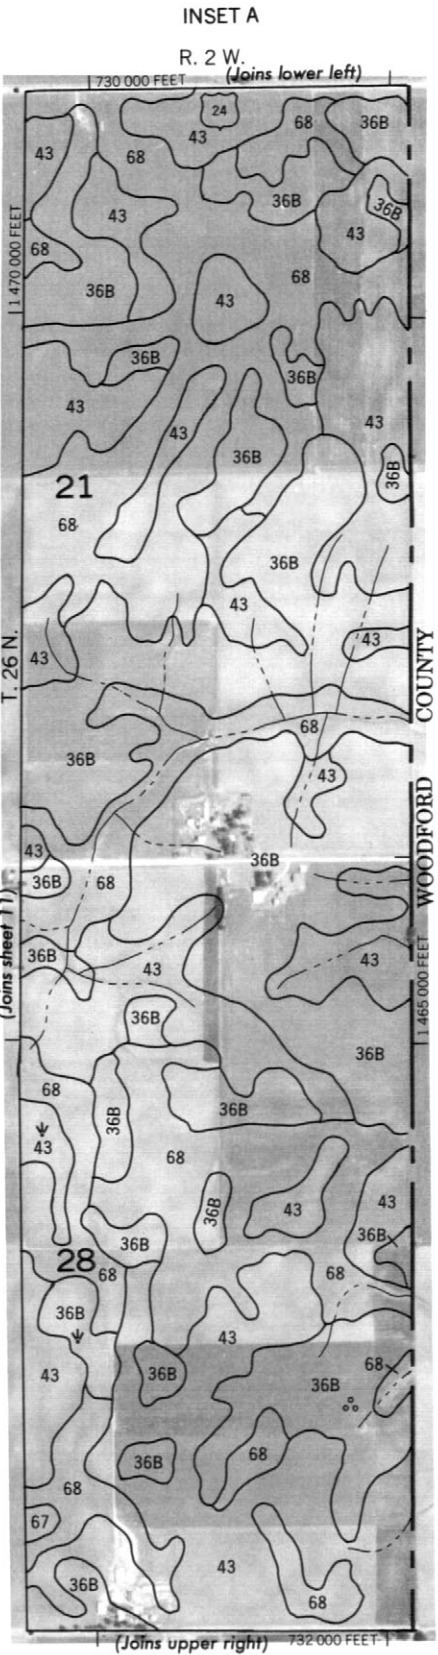 INSET A
R. 2 W.
730 000 FEET
(Joins lower left)
24
68
36B
43
43
68
36B
36B
43
43
68
68
36B
43
36B
36B
43
43
43
36B
36B
21
68
36B
43
43
43
68
36B
43
43
36B
36B
68
36B
43
43
36B
36B
68
36B
36B
43
68
36B
43
43
36B
36B
28
68
68
36B
43
43
36B
36B
68
36B
68
68
67
43
36B
68
1 470 000 FEET
T. 26 N.
(Joins sheet 11)
WOODFORD COUNTY
1 465 000 FEET
(Joins upper right)
732 000 FEET